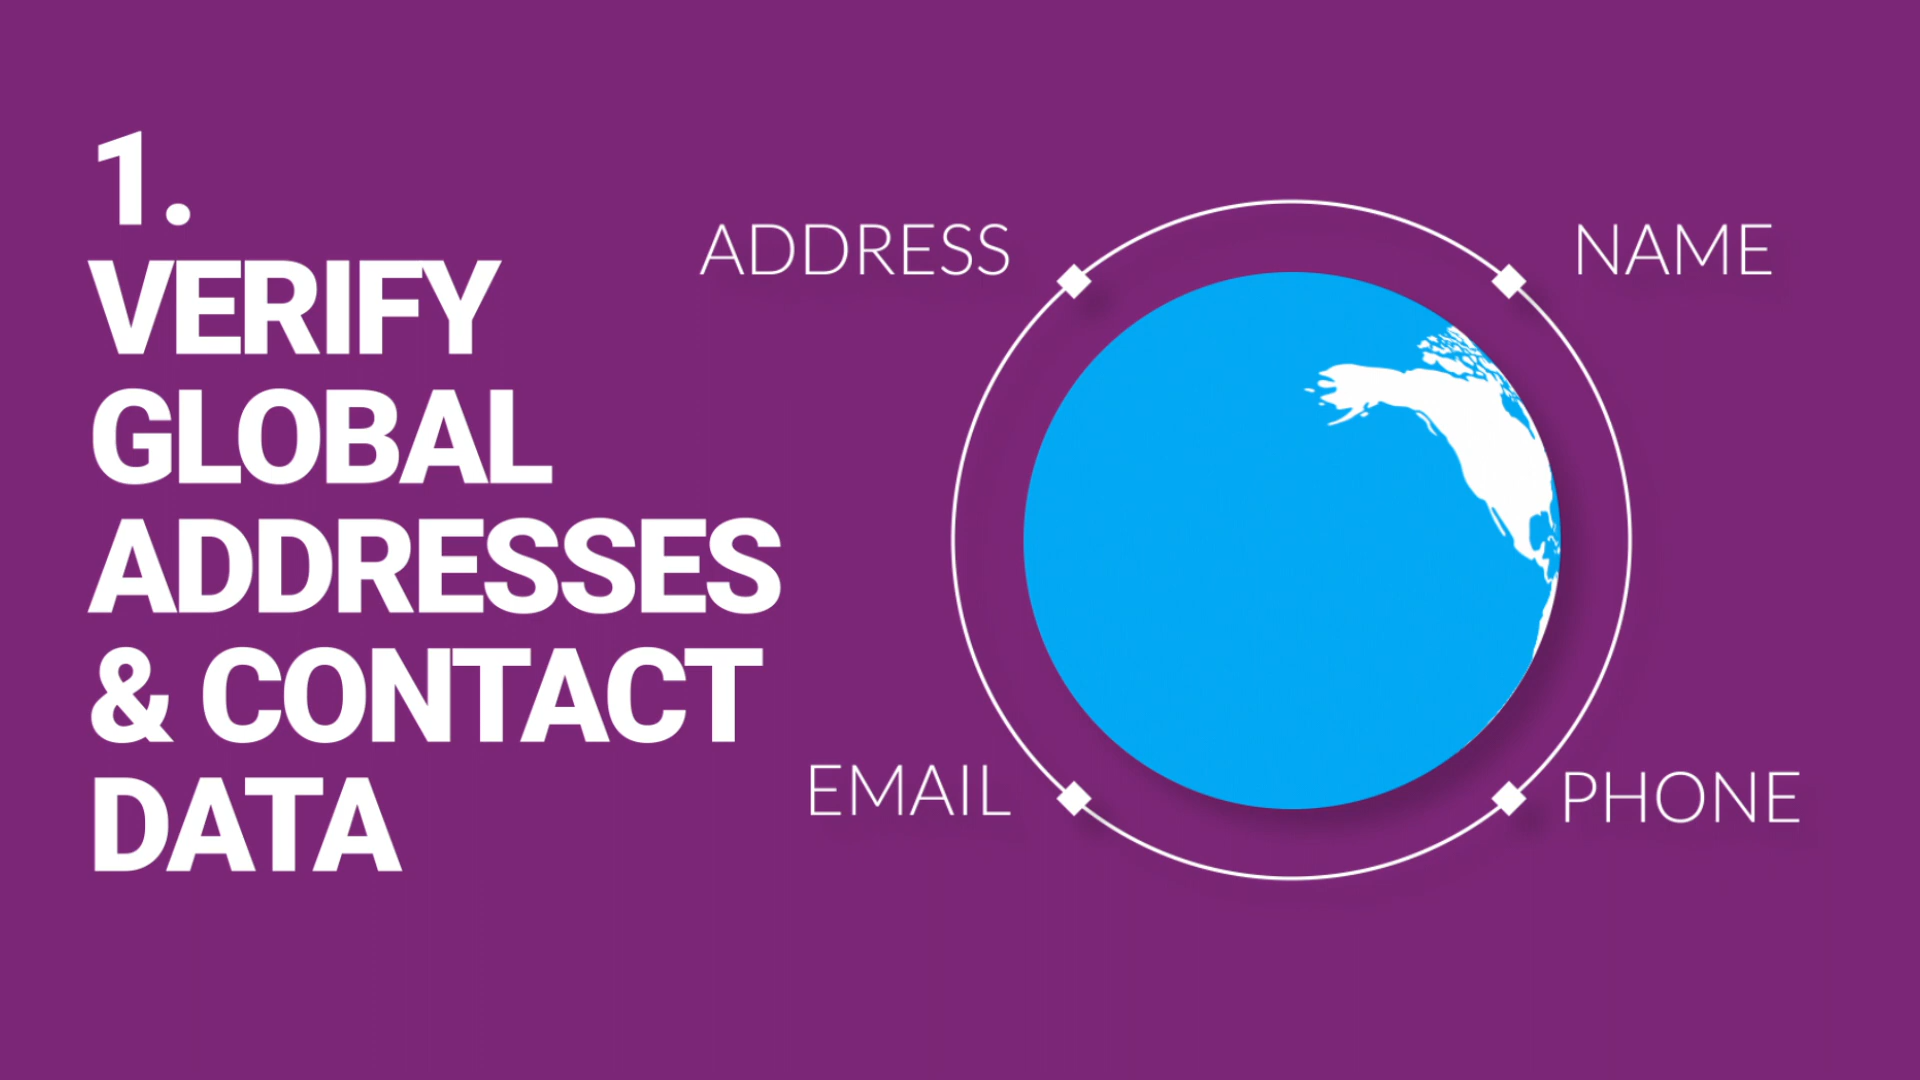 1.
VERIFY
GLOBAL
ADDRESSES
& CONTACT
DATA
ADDRESS
NAME
EMAIL
PHONE